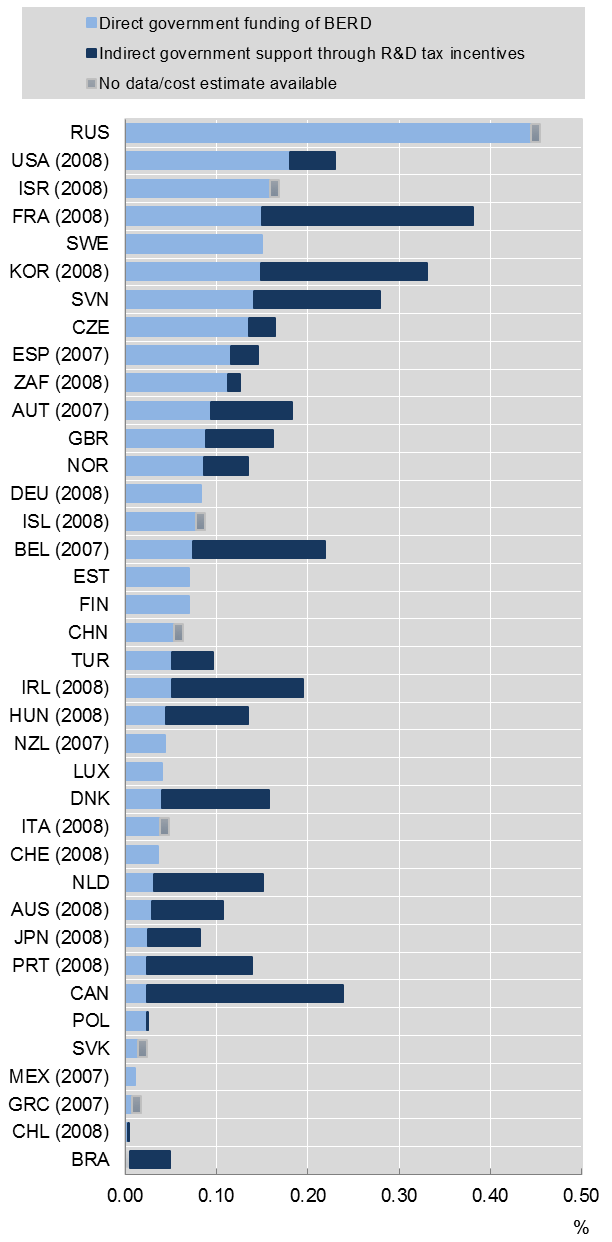 Direct government funding of BERD
Indirect government support through R&D tax incentives
No data/cost estimate available
RUS
USA (2008)
ISR (2008)
FRA (2008)
SWE
KOR (2008)
SVN
CZE
ESP (2007)
ZAF (2008)
AUT (2007)
GBR
NOR
DEU (2008)
ISL (2008)
BEL (2007)
EST
FIN
CHN
TUR
IRL (2008)
HUN (2008)
NZL (2007)
LUX
DNK
ITA (2008)
CHE (2008)
NLD
AUS (2008)
JPN (2008)
PRT (2008)
CAN
POL
SVK
MEX (2007)
GRC (2007)
CHL (2008)
BRA
0.00 0.10 0.20 0.30 0.40 0.50
%